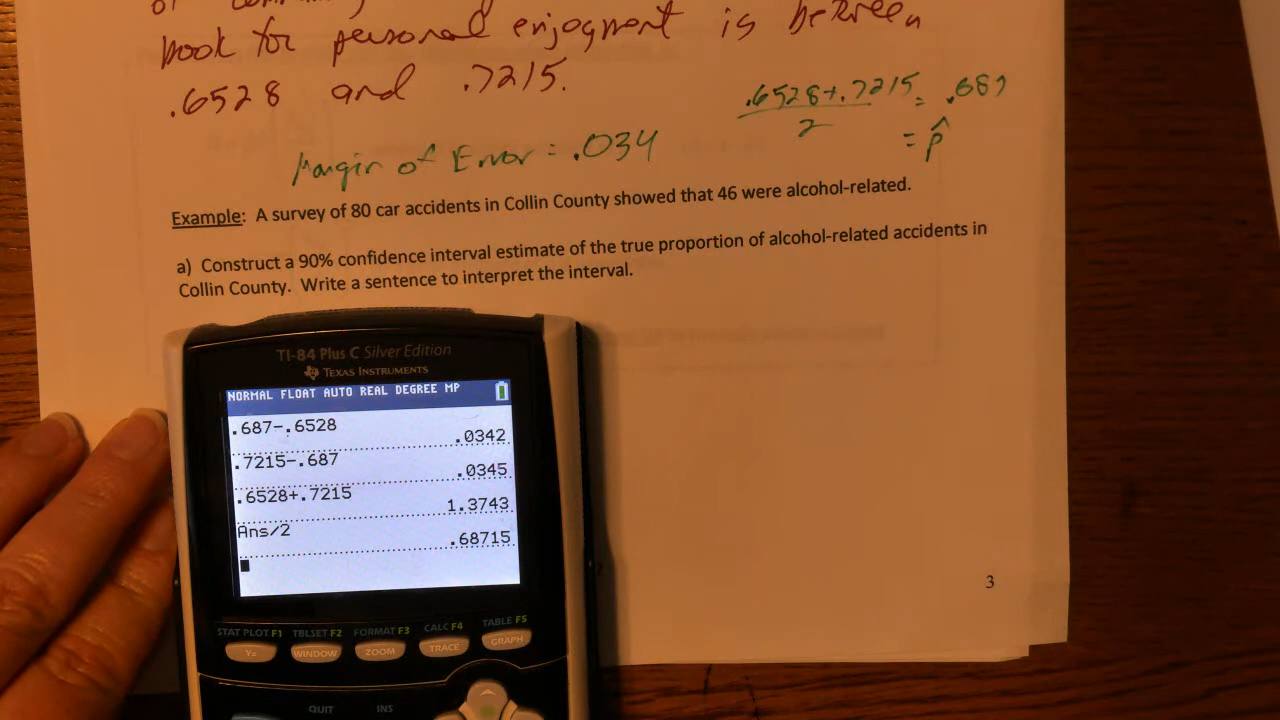 of
book for personal enjoyment is between
.6528 and .7215.
.6528+.7215 = .687
2
= p̂
Margin of Error = .034
Example: A survey of 80 car accidents in Collin County showed that 46 were alcohol-related.
a) Construct a 90% confidence interval estimate of the true proportion of alcohol-related accidents in
Collin County. Write a sentence to interpret the interval.
TI-84 Plus C Silver Edition
TEXAS INSTRUMENTS
NORMAL FLOAT AUTO REAL DEGREE MP
.687-.6528
.0342
.7215-.687
.0345
.6528+.7215
1.3743
Ans/2
.68715
3
STAT PLOT F1 TBLSET F2 FORMAT F3 CALC F4 TABLE F5
Y= WINDOW ZOOM TRACE GRAPH
QUIT INS